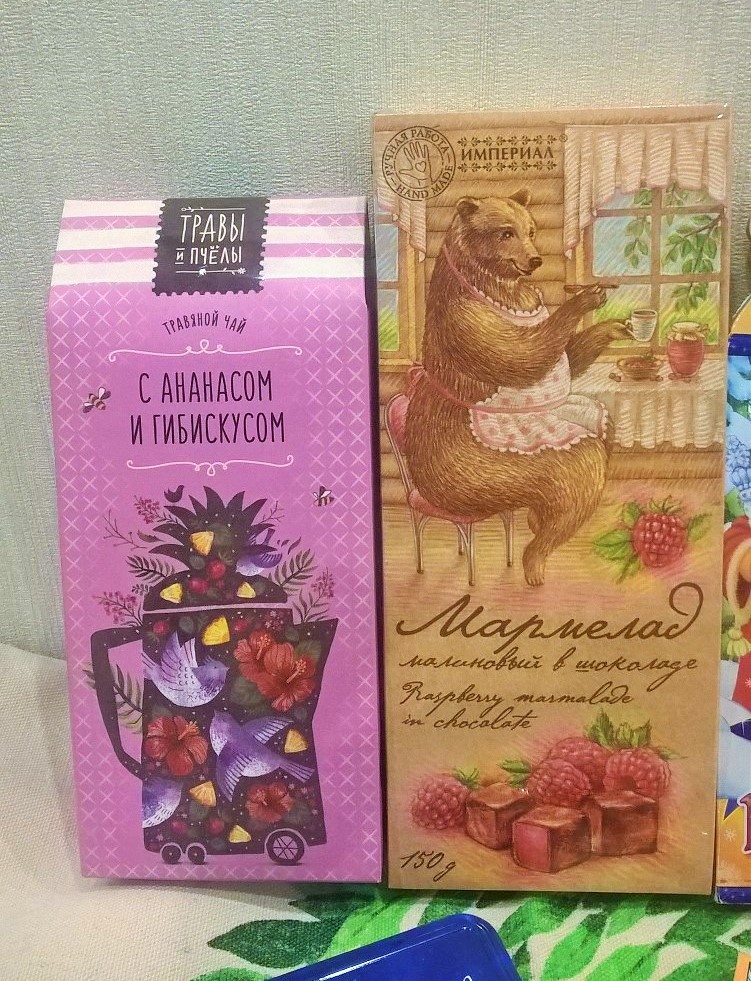 ТРАВЫ
И ПЧЁЛЫ
ТРАВЯНОЙ ЧАЙ
С АНАНАСОМ
И ГИБИСКУСОМ
РУЧНАЯ РАБОТА
HAND MADE
ИМПЕРИАЛ®
Мармелад
малиновый в шоколаде
Raspberry marmalade
in chocolate
150 g